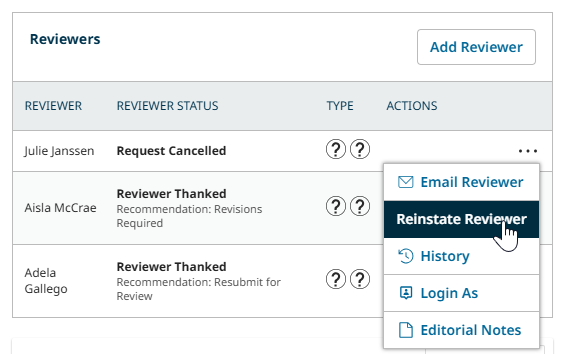 Reviewers
Add Reviewer
REVIEWER REVIEWER STATUS TYPE ACTIONS
Julie Janssen Request Cancelled ? ? ...
Email Reviewer
Reinstate Reviewer
History
Login As
Editorial Notes
Aisla McCrae
Reviewer Thanked
Recommendation: Revisions
Required
? ?
Adela
Gallego
Reviewer Thanked
Recommendation: Resubmit for
Review
? ?